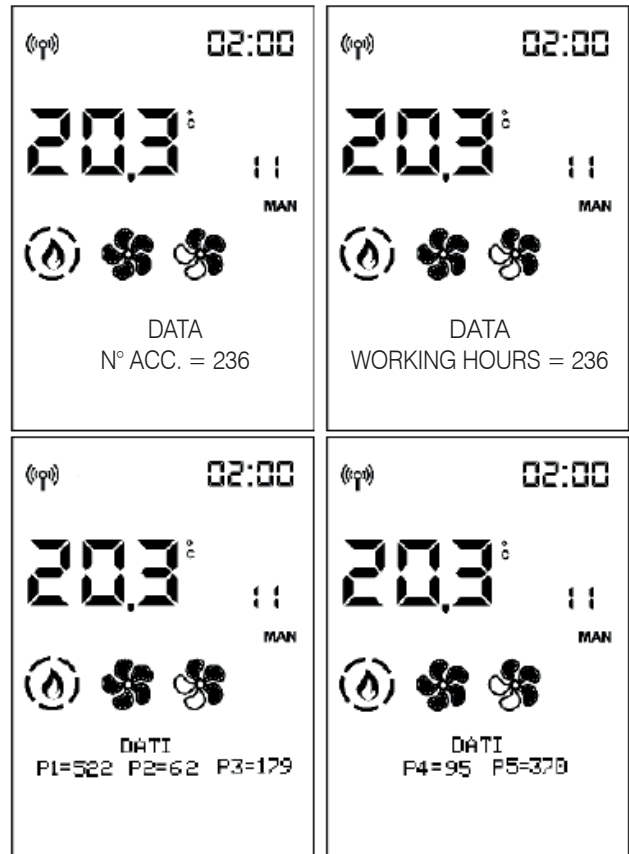 02:00
20,3 °C
11
MAN
DATA
N° ACC. = 236
02:00
20,3 °C
11
MAN
DATA
WORKING HOURS = 236
02:00
20,3 °C
11
MAN
DATI
P1=522 P2=62 P3=179
02:00
20,3 °C
11
MAN
DATI
P4=95 P5=370